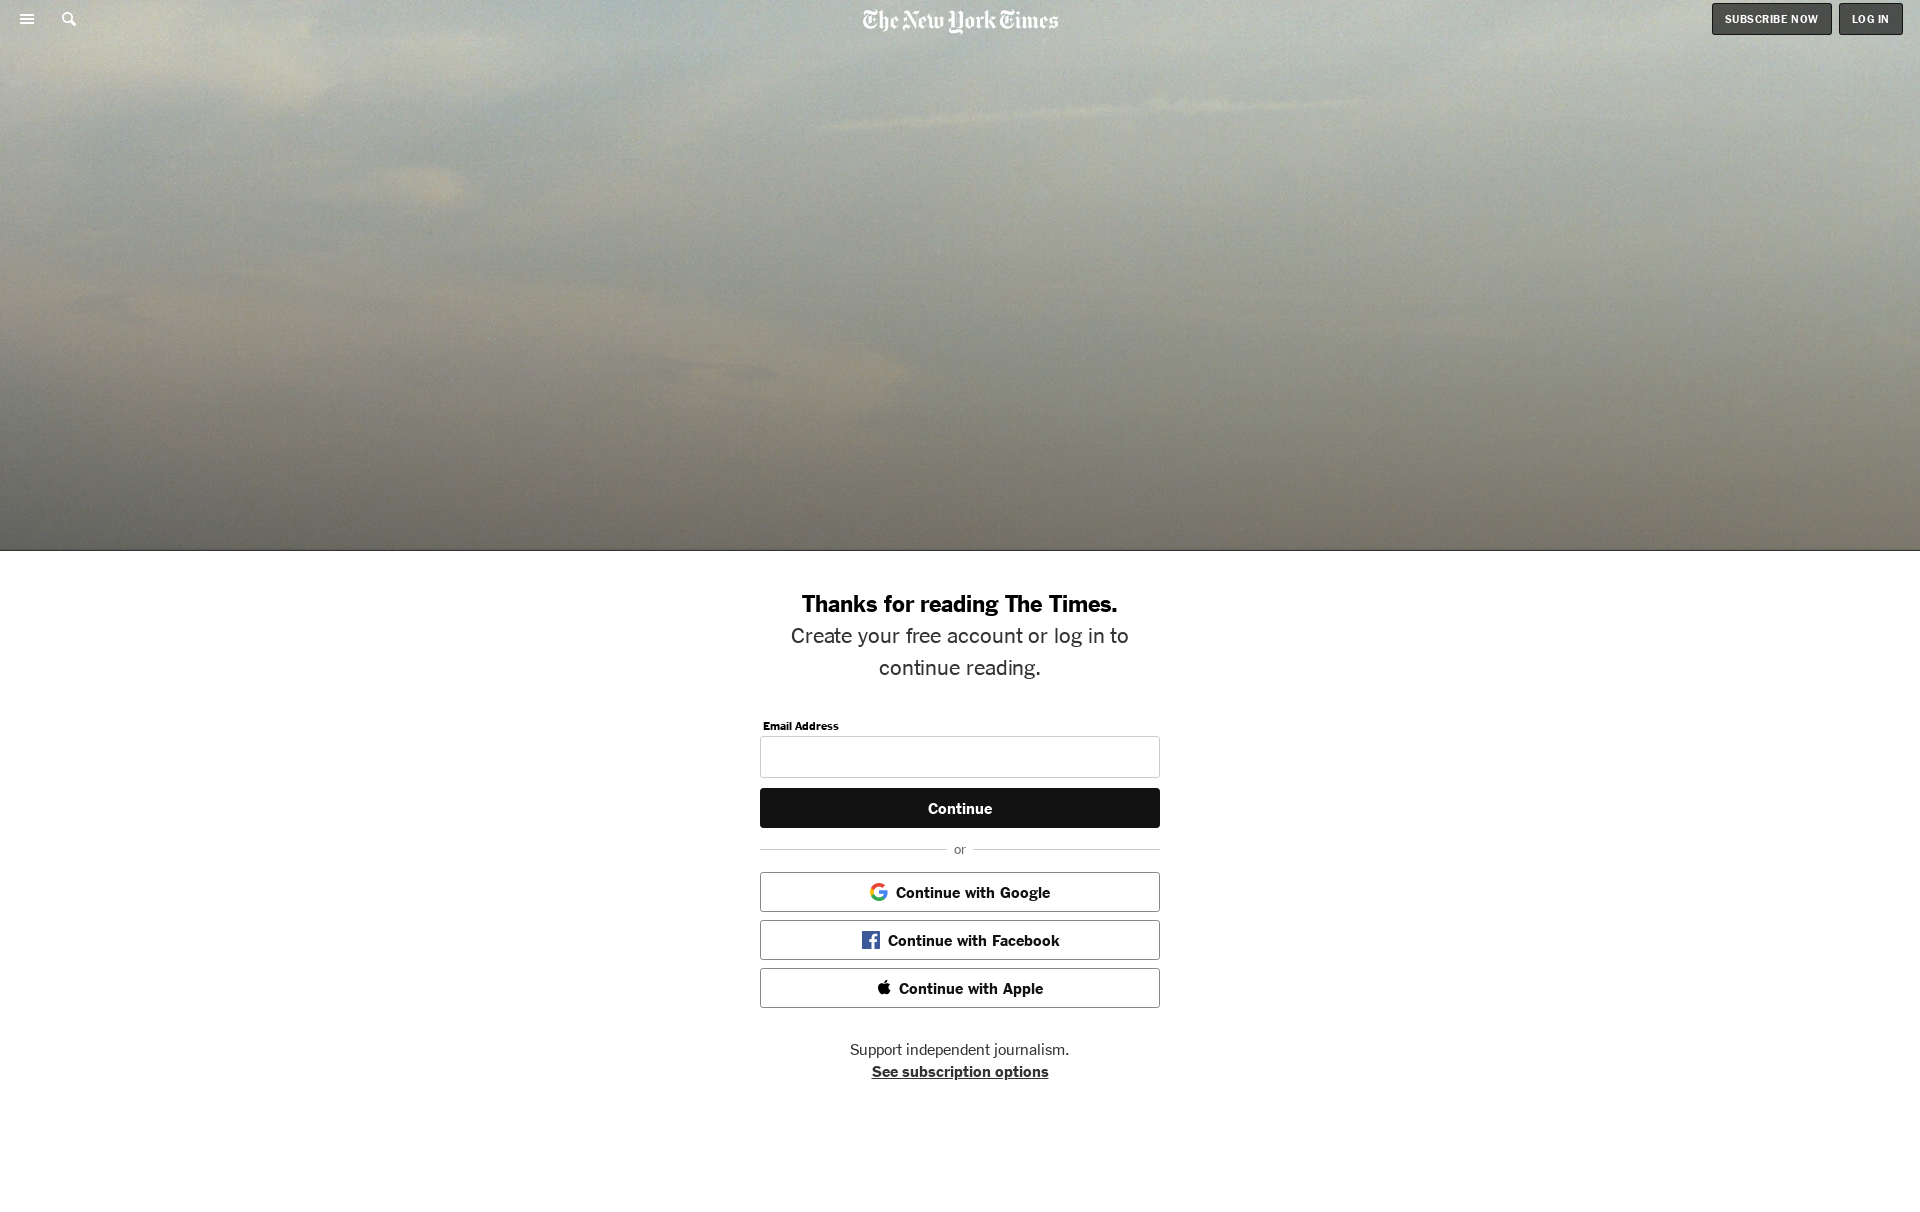 The New York Times
SUBSCRIBE NOW
LOG IN
Thanks for reading The Times.
Create your free account or log in to
continue reading.
Email Address
Continue
or
Continue with Google
Continue with Facebook
Continue with Apple
Support independent journalism.
See subscription options